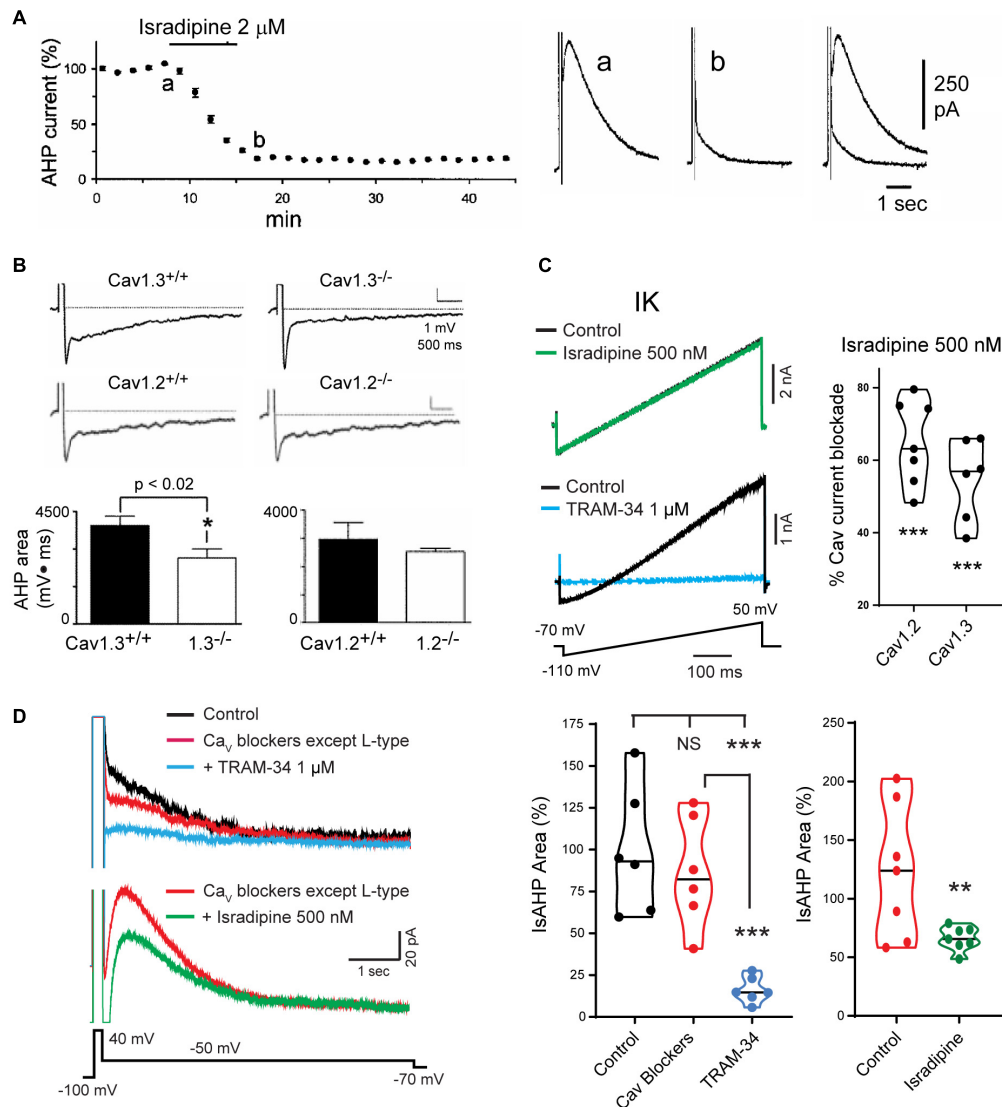 A
Isradipine 2 μM
AHP current (%)
100
50
0
a
b
0
10
20
30
40
min
a
b
250
pA
1 sec
B
Cav1.3+/+
Cav1.3-/-
1 mV
500 ms
Cav1.2+/+
Cav1.2-/-
p < 0.02
*
AHP area
(mV• ms)
4500
0
Cav1.3+/+
1.3-/-
4000
0
Cav1.2+/+
1.2-/-
C
IK
Control
Isradipine 500 nM
2 nA
Control
TRAM-34 1 µM
1 nA
50 mV
-70 mV
-110 mV
100 ms
Isradipine 500 nM
% Cav current blockade
80
60
40
20
***
***
Cav1.2
Cav1.3
D
Control
CaV blockers except L-type
+ TRAM-34 1 µM
CaV blockers except L-type
+ Isradipine 500 nM
20 pA
1 sec
40 mV
-50 mV
-100 mV
-70 mV
IsAHP Area (%)
175
150
125
100
75
50
25
0
NS
***
***
Control
Cav Blockers
TRAM-34
IsAHP Area (%)
250
200
150
100
50
0
**
Control
Isradipine